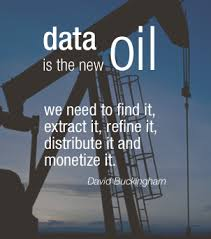 data
is the new oil
we need to find it,
extract it, refine it,
distribute it and
monetize it.
David Buckingham